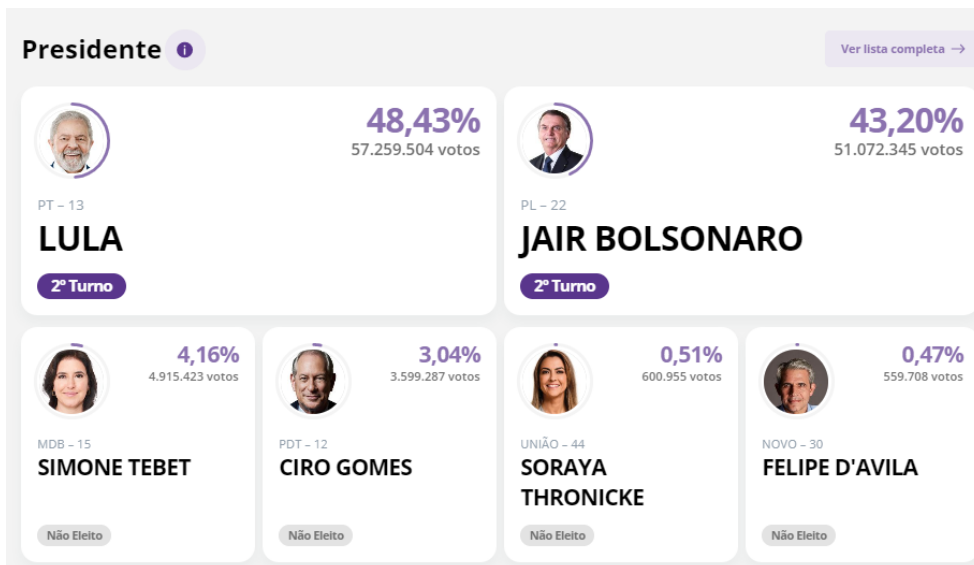 Presidente
Ver lista completa →
48,43%
57.259.504 votos
PT – 13
LULA
2º Turno
43,20%
51.072.345 votos
PL – 22
JAIR BOLSONARO
2º Turno
4,16%
4.915.423 votos
MDB – 15
SIMONE TEBET
Não Eleito
3,04%
3.599.287 votos
PDT – 12
CIRO GOMES
Não Eleito
0,51%
600.955 votos
UNIÃO – 44
SORAYA
THRONICKE
Não Eleito
0,47%
559.708 votos
NOVO – 30
FELIPE D'AVILA
Não Eleito